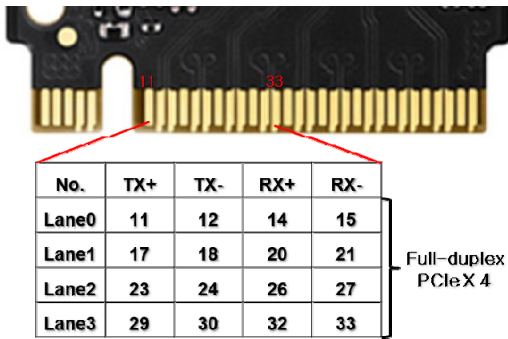 11 33
No. TX+ TX- RX+ RX-
Lane0 11 12 14 15
Lane1 17 18 20 21
Lane2 23 24 26 27
Lane3 29 30 32 33
Full-duplex
PCIe X 4